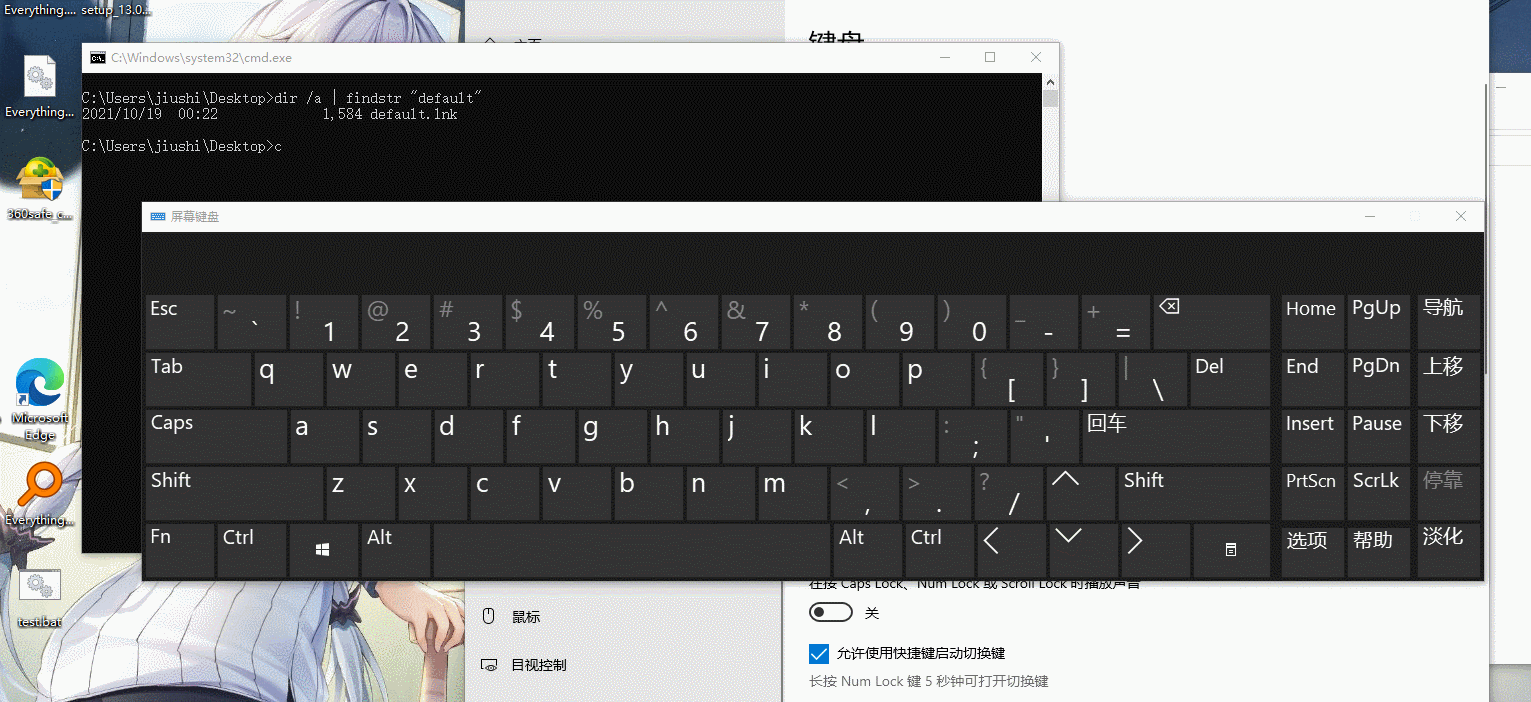 Everything.... setup_13.0...
Everything...
360safe_c...
Microsoft
Edge
Everything...
test.bat
主页
键盘
C:\Windows\system32\cmd.exe
C:\Users\jiushi\Desktop>dir /a | findstr "default"
2021/10/19 00:22 1,584 default.lnk
C:\Users\jiushi\Desktop>c
屏幕键盘
Esc ~ ` ! 1 @ 2 # 3 $ 4 % 5 ^ 6 & 7 * 8 ( 9 ) 0 _ - + = Home PgUp 导航
Tab q w e r t y u i o p { [ } ] | \ Del End PgDn 上移
Caps a s d f g h j k l : ; " ' 回车 Insert Pause 下移
Shift z x c v b n m < , > . ? / Shift PrtScn ScrLk 停靠
Fn Ctrl Alt Alt Ctrl 选项 帮助 淡化
在按 Caps Lock、Num Lock 或 Scroll Lock 时播放声音
关
鼠标
允许使用快捷键启动切换键
目视控制
长按 Num Lock 键 5 秒钟可打开切换键